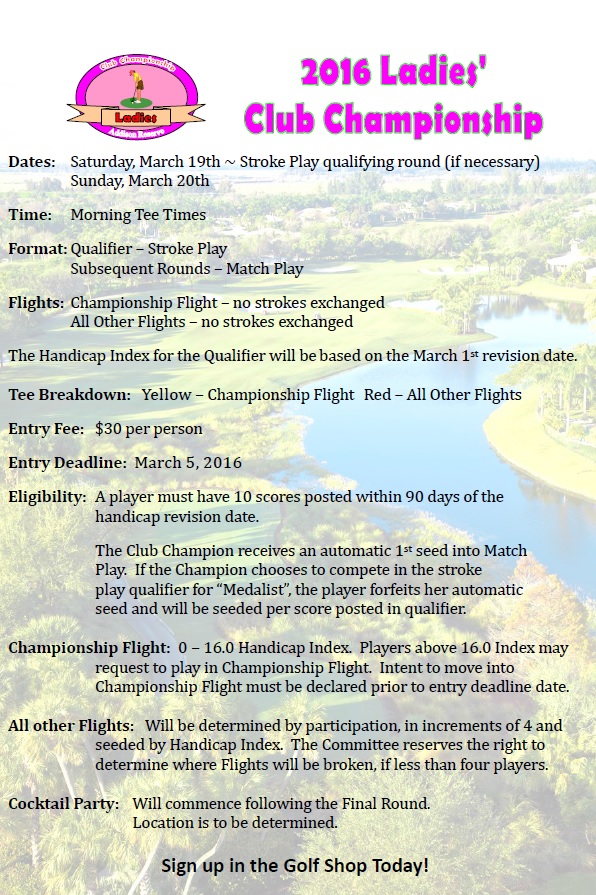 Club Championship
Ladies
Addison Reserve
2016 Ladies'
Club Championship
Dates: Saturday, March 19th ~ Stroke Play qualifying round (if necessary)
Sunday, March 20th
Time: Morning Tee Times
Format: Qualifier – Stroke Play
Subsequent Rounds – Match Play
Flights: Championship Flight – no strokes exchanged
All Other Flights – no strokes exchanged
The Handicap Index for the Qualifier will be based on the March 1st revision date.
Tee Breakdown: Yellow – Championship Flight Red – All Other Flights
Entry Fee: $30 per person
Entry Deadline: March 5, 2016
Eligibility: A player must have 10 scores posted within 90 days of the
handicap revision date.
The Club Champion receives an automatic 1st seed into Match
Play. If the Champion chooses to compete in the stroke
play qualifier for “Medalist”, the player forfeits her automatic
seed and will be seeded per score posted in qualifier.
Championship Flight: 0 – 16.0 Handicap Index. Players above 16.0 Index may
request to play in Championship Flight. Intent to move into
Championship Flight must be declared prior to entry deadline date.
All other Flights: Will be determined by participation, in increments of 4 and
seeded by Handicap Index. The Committee reserves the right to
determine where Flights will be broken, if less than four players.
Cocktail Party: Will commence following the Final Round.
Location is to be determined.
Sign up in the Golf Shop Today!